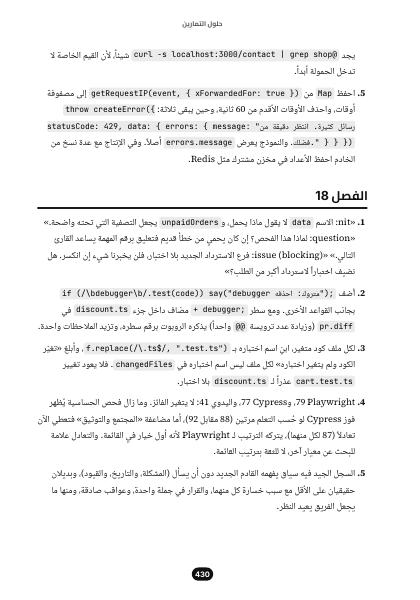 حلول التمارين
يجد curl -s localhost:3000/contact | grep shop@ شيئاً، لأن القيم الخاصة لا
تدخل الحمولة أبداً.
5. احفظ Map من getRequestIP(event, { xForwardedFor: true }) إلى مصفوفة
أوقات، واحذف الأوقات الأقدم من 60 ثانية، وحين يبقى ثلاثة: throw createError({
statusCode: 429, data: { errors: { message: "رسائل كثيرة. انتظر دقيقة من
فضلك." } } }). والنموذج يعرض errors.message أصلاً. وفي الإنتاج مع عدة نسخ من
الخادم احفظ الأعداد في مخزن مشترك مثل Redis.
الفصل 18
1. «nit: الاسم data لا يقول ماذا يحمل، وunpaidOrders يجعل التصفية التي تحته واضحة.»
«question: لماذا هذا الفحص؟ إن كان يحمي من خطأ قديم فتعليق برقم المهمة يساعد القارئ
التالي.» «issue (blocking): فرع الاسترداد الجديد بلا اختبار، فلن يخبرنا شيء إن انكسر. هل
نضيف اختباراً لاسترداد أكبر من الطلب؟»
2. أضف if (/\bdebugger\b/.test(code)) say("debugger متروك: احذفه");
بجانب القواعد الأخرى. ومع سطر + debugger; مضاف داخل جزء discount.ts في
pr.diff (وزيادة عدد ترويسة @@ واحداً) يذكره الروبوت برقم سطره، وتزيد الملاحظات واحدة.
3. لكل ملف كود متغير، ابنِ اسم اختباره بـ f.replace(/\.ts$/, ".test.ts")، وأبلغ «تغيّر
الكود ولم يتغير اختباره» لكل ملف ليس اسم اختباره في changedFiles. فلا يعود تغيير
cart.test.ts عذراً لـ discount.ts بلا اختبار.
4. Playwright 79، وCypress 77، واليدوي 41: لا يتغير الفائز. وما زال فحص الحساسية يُظهر
فوز Cypress لو حُسب التعلم مرتين (88 مقابل 92)، أما مضاعفة «المجتمع والتوثيق» فتعطي الآن
تعادلاً (87 لكل منهما)، يتركه الترتيب لـ Playwright لأنه أول خيار في القائمة. والتعادل علامة
للبحث عن معيار آخر، لا للثقة بترتيب القائمة.
5. السجل الجيد فيه سياق يفهمه القادم الجديد دون أن يسأل (المشكلة، والتاريخ، والقيود)، وبديلان
حقيقيان على الأقل مع سبب خسارة كل منهما، والقرار في جملة واحدة، وعواقب صادقة، ومنها ما
يجعل الفريق يعيد النظر.
430